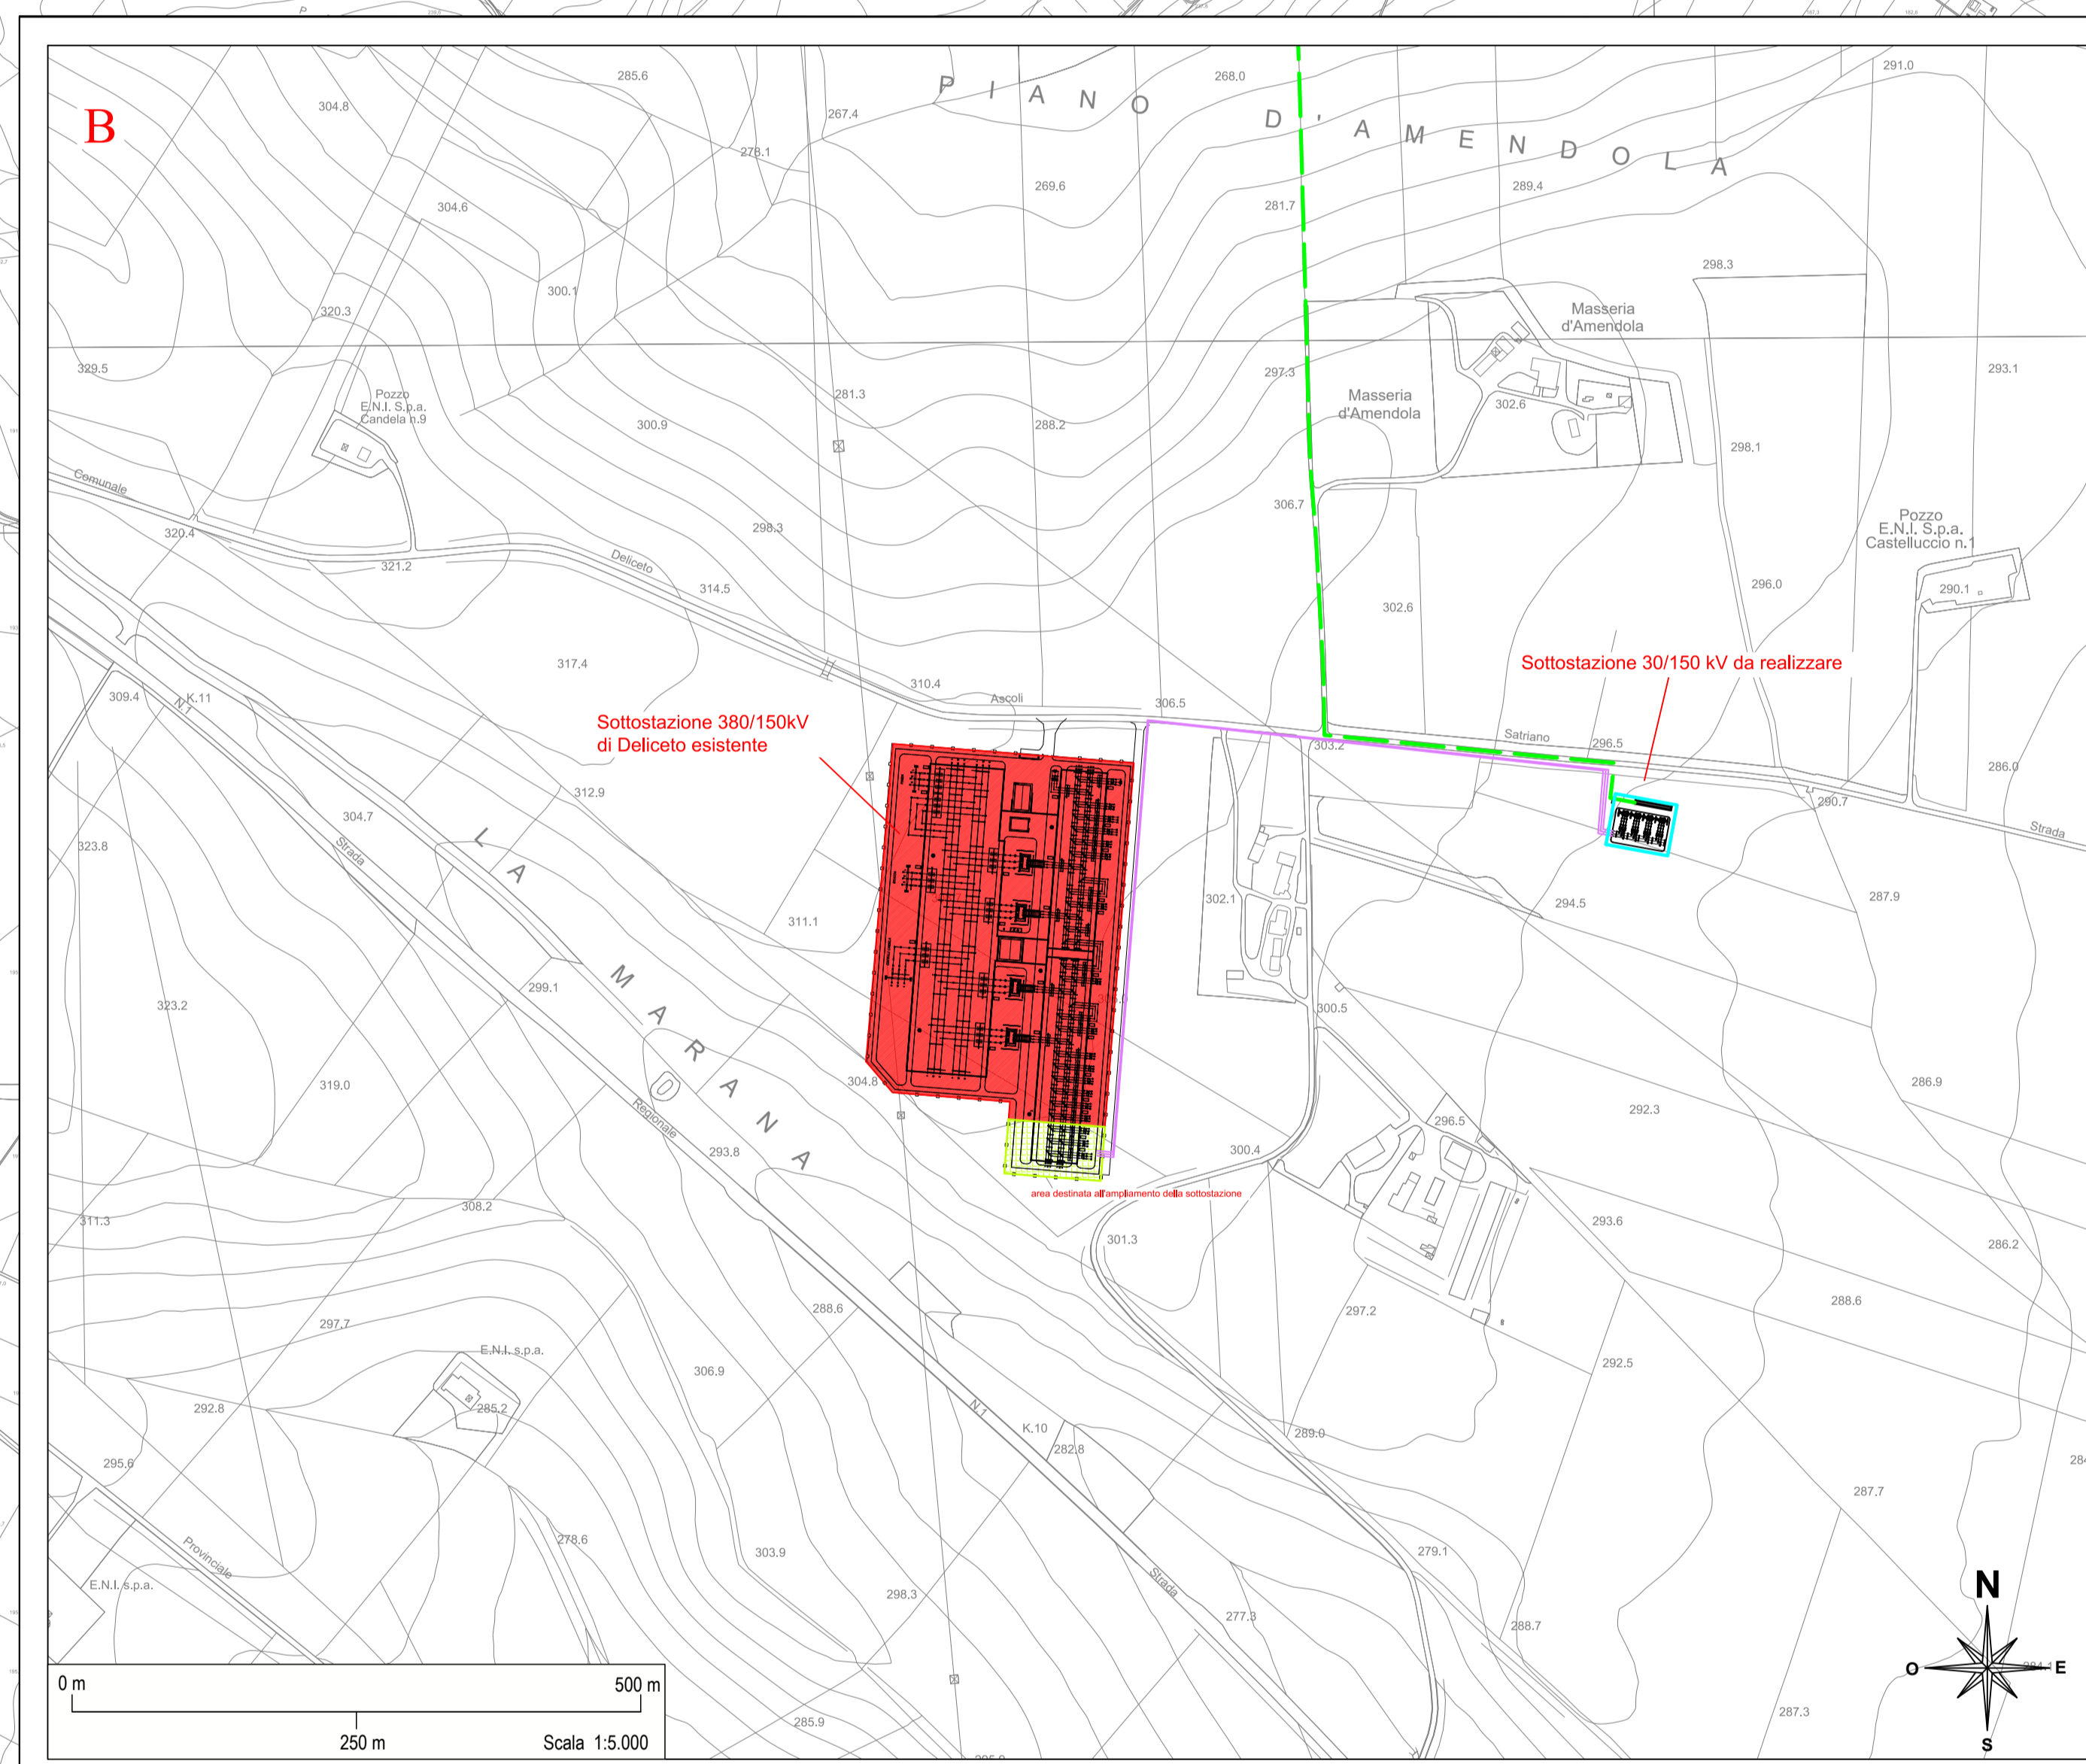 B
PIANO D'AMENDOLA
285.6
268.0
291.0
304.8
267.4
278.1
269.6
289.4
304.6
281.7
298.3
300.1
320.3
Masseria
d'Amendola
329.5
281.3
297.3
293.1
Pozzo
E.N.I. S.p.a.
Candela n.9
300.9
288.2
Masseria
d'Amendola
302.6
298.1
Comunale
320.4
298.3
306.7
Pozzo
E.N.I. S.p.a.
Castelluccio n.1
321.2
Deliceto
314.5
302.6
296.0
290.1
317.4
Sottostazione 30/150 kV da realizzare
309.4
K.11
N.1
310.4
Ascoli
306.5
Sottostazione 380/150kV
di Deliceto esistente
303.2
Satriano
296.5
286.0
312.9
290.7
304.7
Strada
323.8
Strada
LA MARANA
311.1
302.1
294.5
287.9
299.1
323.2
300.5
319.0
304.8
286.9
292.3
Regionale
293.8
296.5
300.4
area destinata all'ampliamento della sottostazione
311.3
308.2
301.3
293.6
286.2
297.7
288.6
297.2
288.6
E.N.I. s.p.a.
306.9
292.5
292.8
285.2
N.1
K.10
282.8
289.0
295.6
287.7
278.6
Provinciale
303.9
279.1
E.N.I. s.p.a.
298.3
Strada
277.3
288.7
N
O
E
284.1
S
285.9
287.3
0 m
500 m
250 m
Scala 1:5.000